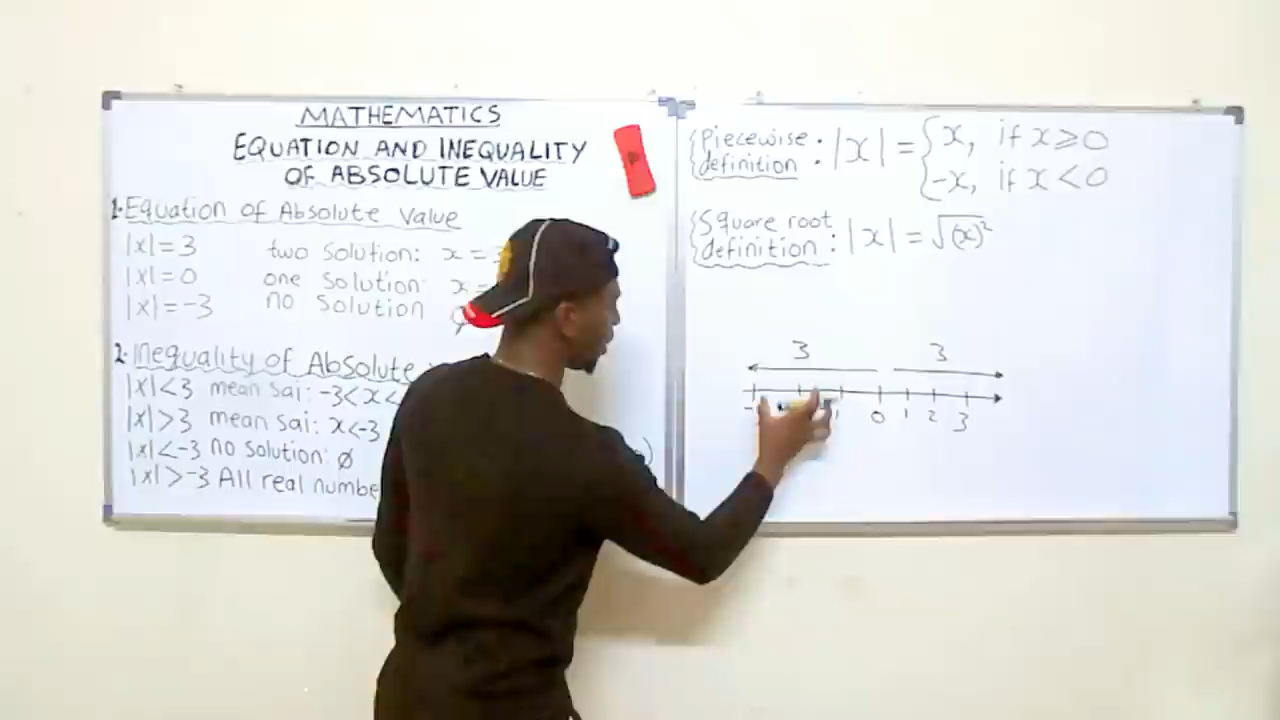 MATHEMATICS
EQUATION AND INEQUALITY
OF ABSOLUTE VALUE
1. Equation of Absolute Value
|x|=3 two solution: x =
|x|=0 one solution x=
|x|=-3 no solution
2. Inequality of Absolute
|x|<3 mean sai: -3<x<
|x|>3 mean sai: x<-3
|x|<-3 no solution: ø
|x|>-3 All real numbe
Piecewise definition: |x| = { x, if x⩾0
-x, if x<0
Square root definition: |x| = √(x)²
3 3
0 1 2 3